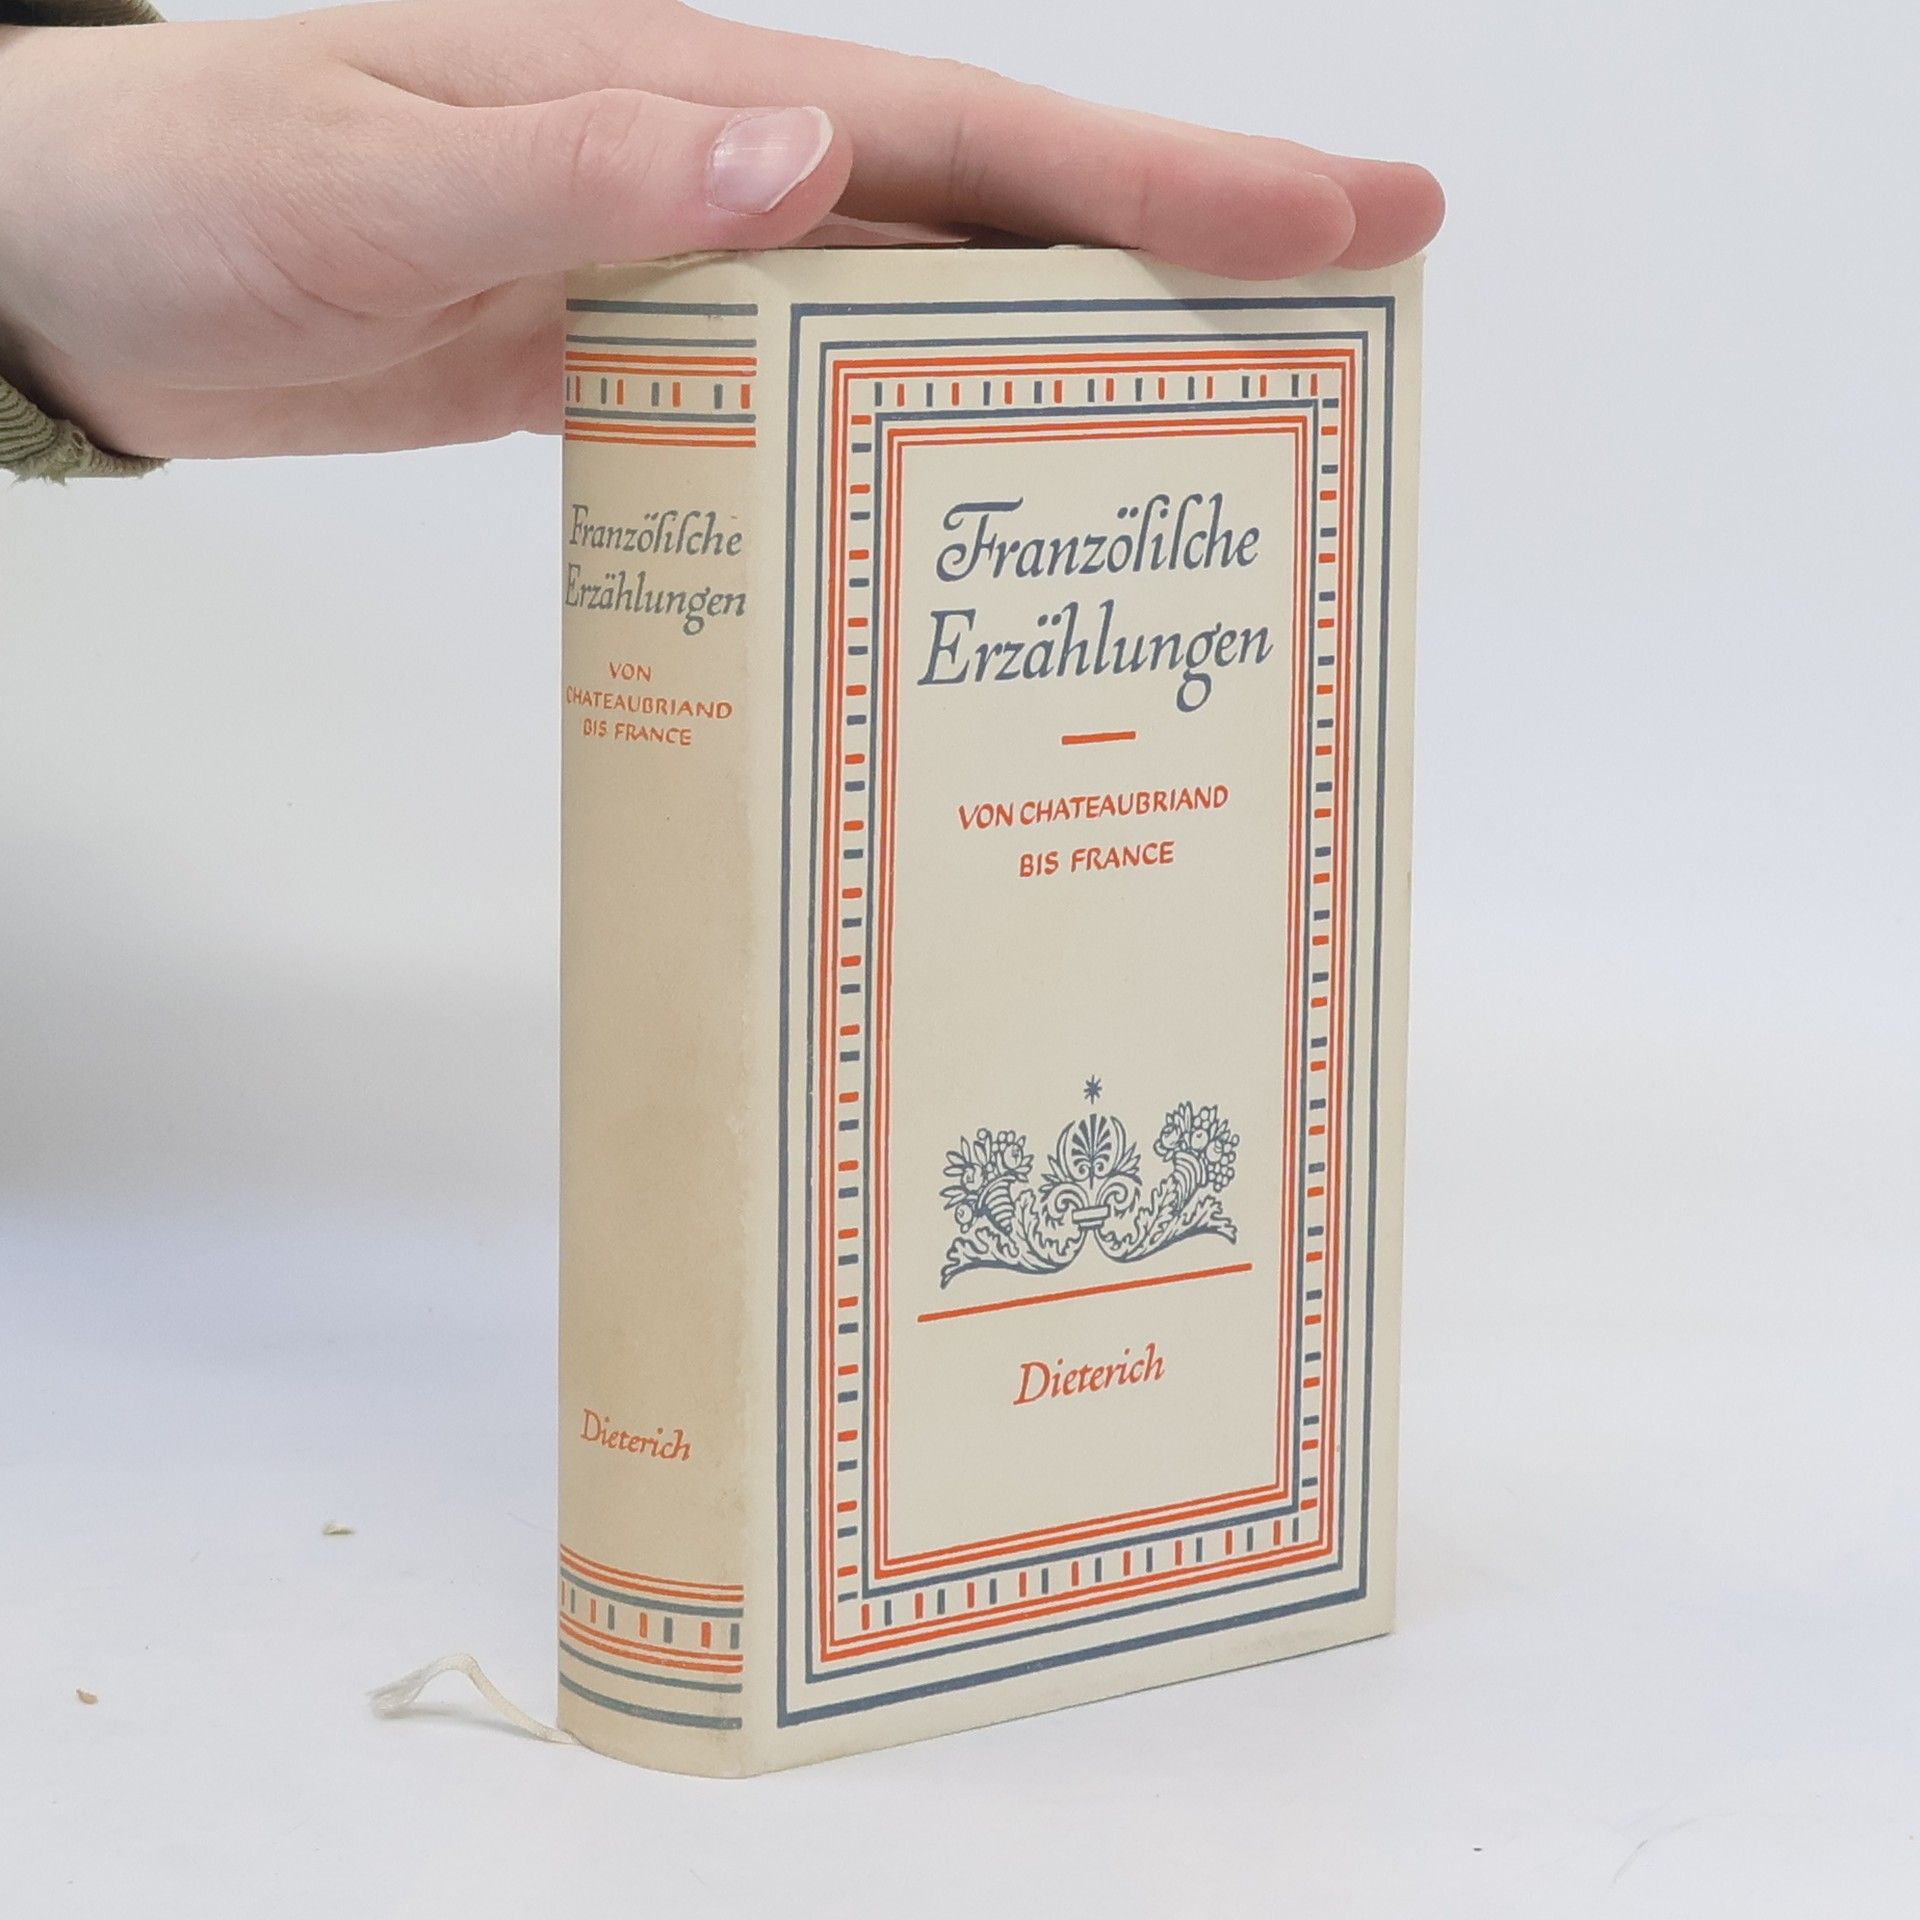 Franzöſiſche
Erzählungen
VON
CHATEAUBRIAND
BIS FRANCE
Dieterich
Franzöſiſche
Erzählungen
VON CHATEAUBRIAND
BIS FRANCE
Dieterich